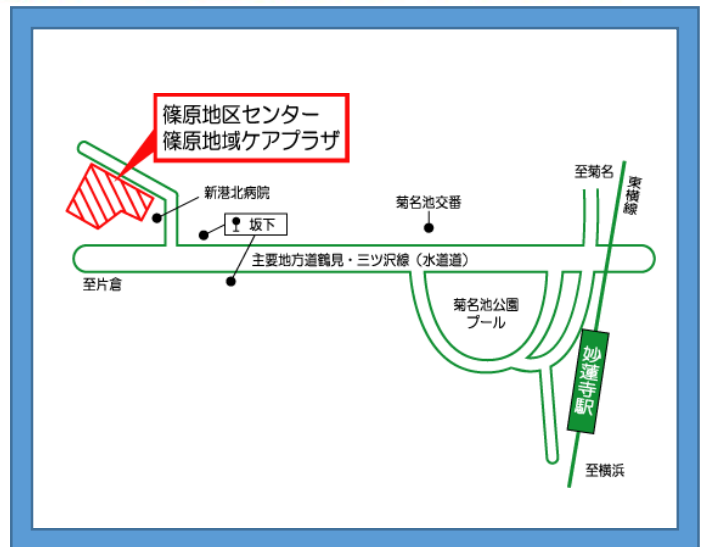 篠原地区センター
篠原地域ケアプラザ
至菊名
東横線
新港北病院
菊名池交番
坂下
主要地方道鶴見・三ツ沢線（水道道）
至片倉
菊名池公園
プール
妙蓮寺駅
至横浜